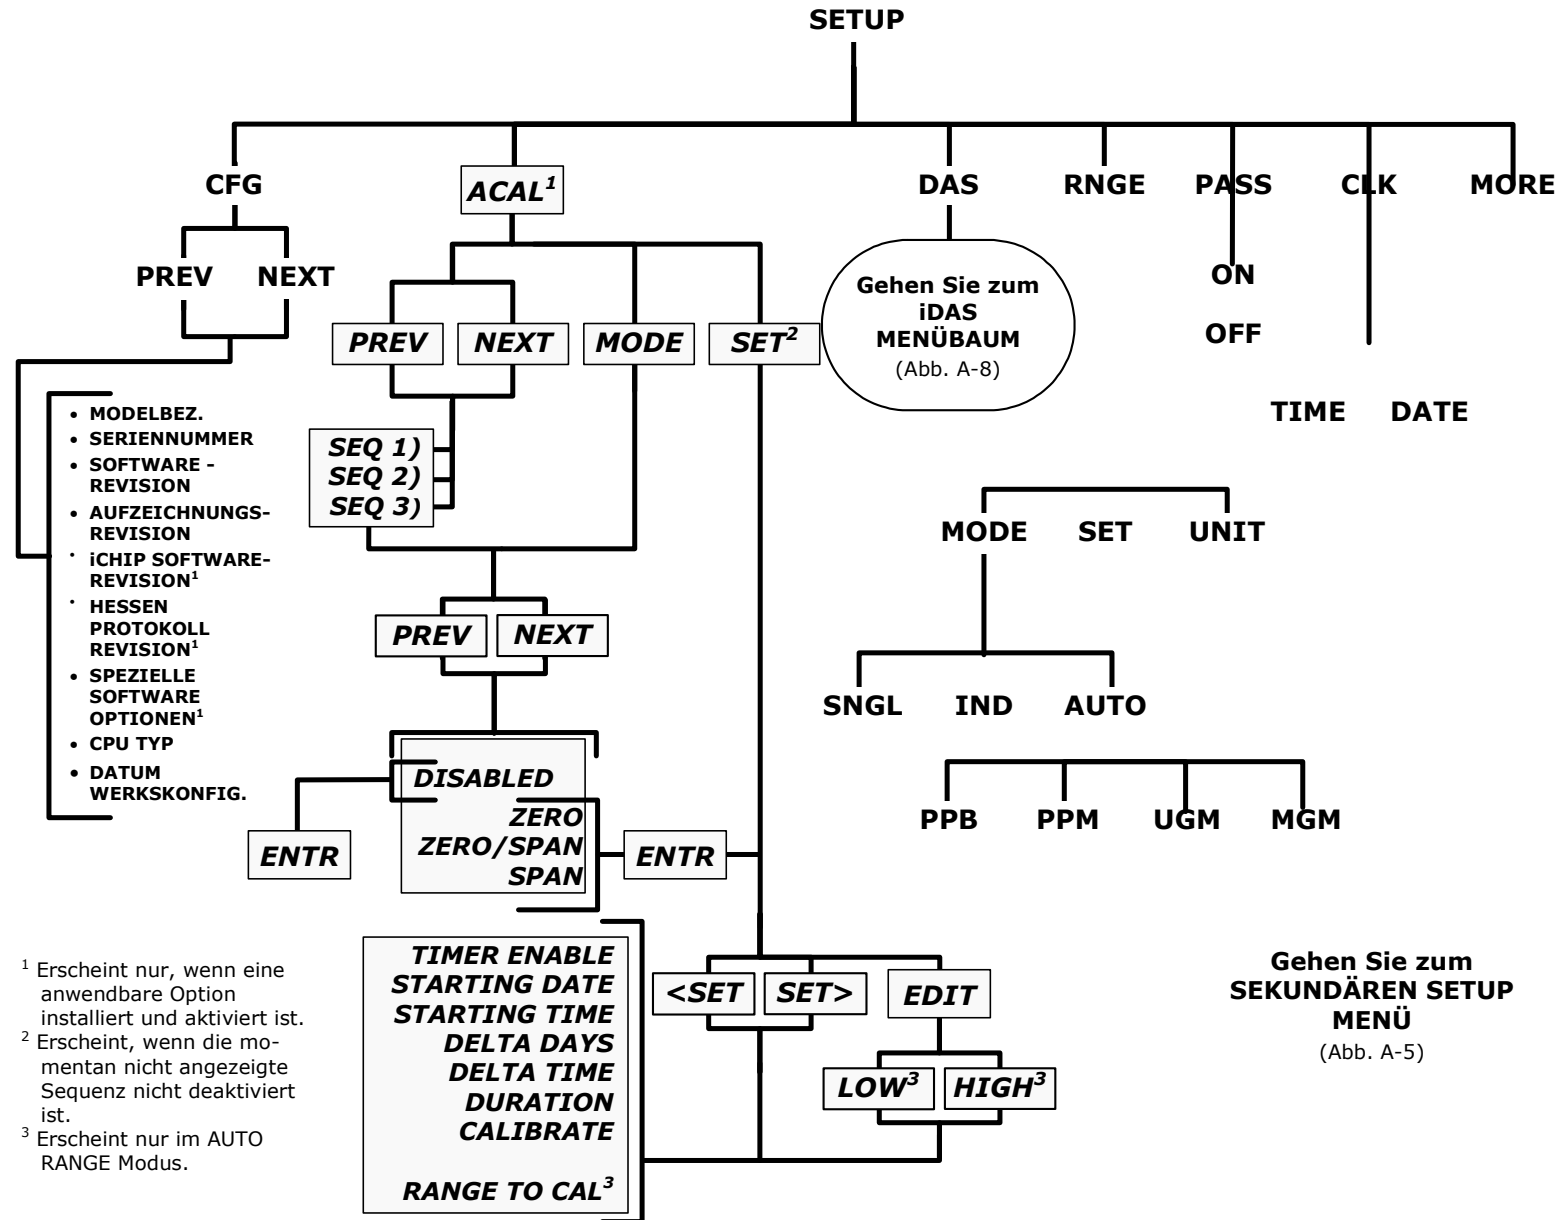 SETUP
CFG
ACAL¹
DAS
RNGE
PASS
CLK
MORE
PREV
NEXT
PREV
NEXT
MODE
SET²
Gehen Sie zum
iDAS
MENÜBAUM
(Abb. A-8)
ON
OFF
TIME
DATE
• MODELBEZ.
• SERIENNUMMER
• SOFTWARE -
REVISION
• AUFZEICHNUNGS-
REVISION
• iCHIP SOFTWARE-
REVISION¹
• HESSEN
PROTOKOLL
REVISION¹
• SPEZIELLE
SOFTWARE
OPTIONEN¹
• CPU TYP
• DATUM
WERKSKONFIG.
SEQ 1)
SEQ 2)
SEQ 3)
MODE
SET
UNIT
PREV
NEXT
SNGL
IND
AUTO
DISABLED
ZERO
ZERO/SPAN
SPAN
ENTR
ENTR
PPB
PPM
UGM
MGM
TIMER ENABLE
STARTING DATE
STARTING TIME
DELTA DAYS
DELTA TIME
DURATION
CALIBRATE
RANGE TO CAL³
<SET
SET>
EDIT
LOW³
HIGH³
Gehen Sie zum
SEKUNDÄREN SETUP
MENÜ
(Abb. A-5)
¹ Erscheint nur, wenn eine
anwendbare Option
installiert und aktiviert ist.
² Erscheint, wenn die mo-
mentan nicht angezeigte
Sequenz nicht deaktiviert
ist.
³ Erscheint nur im AUTO
RANGE Modus.